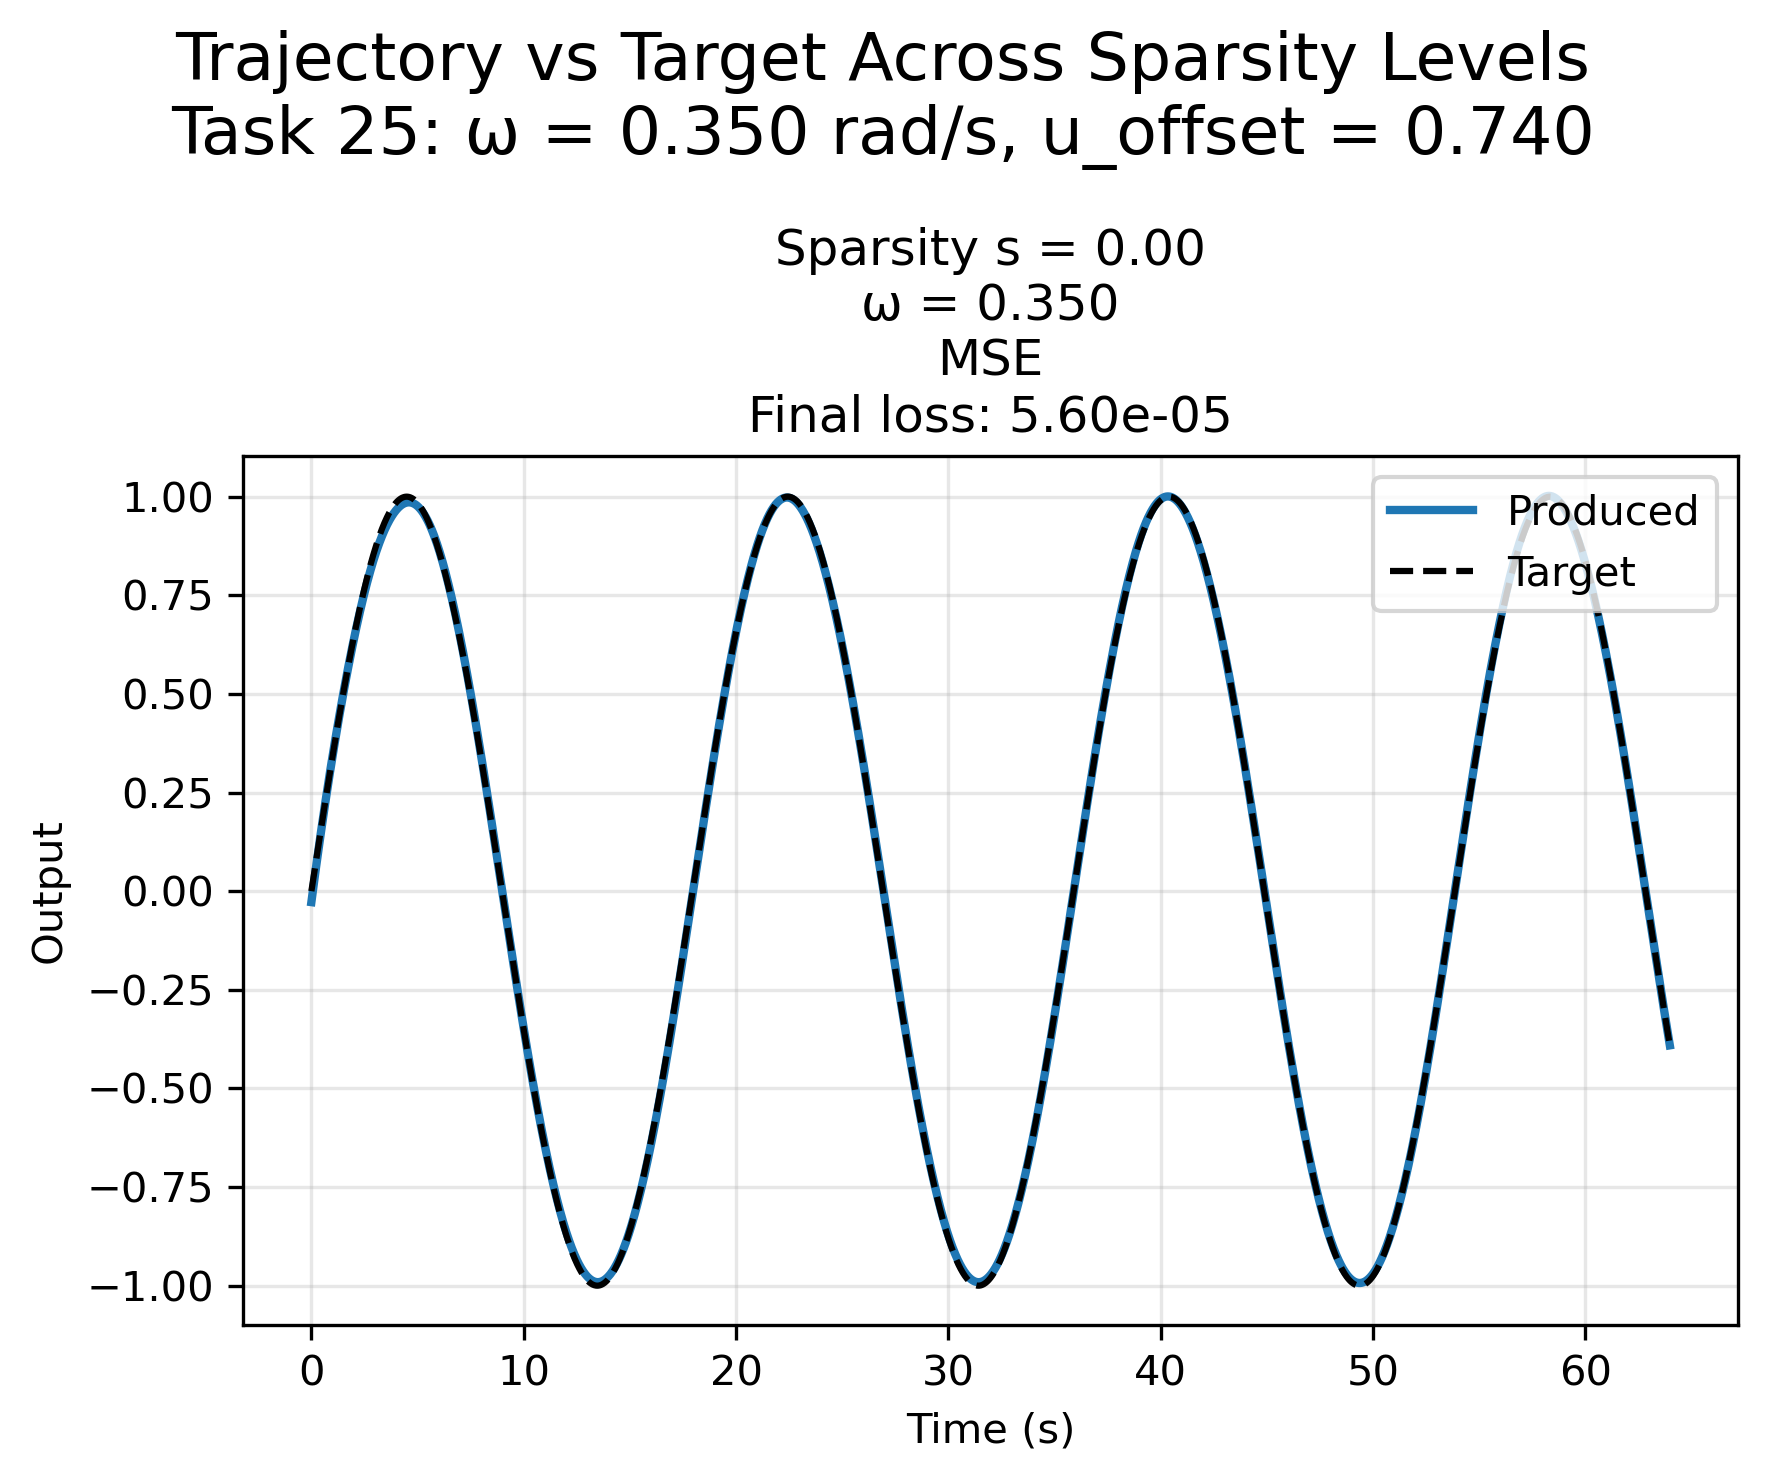 Trajectory vs Target Across Sparsity Levels
Task 25: ω = 0.350 rad/s, u_offset = 0.740
Sparsity s = 0.00
ω = 0.350
MSE
Final loss: 5.60e-05
Produced
Target
1.00
0.75
0.50
0.25
0.00
−0.25
−0.50
−0.75
−1.00
Output
0 10 20 30 40 50 60
Time (s)